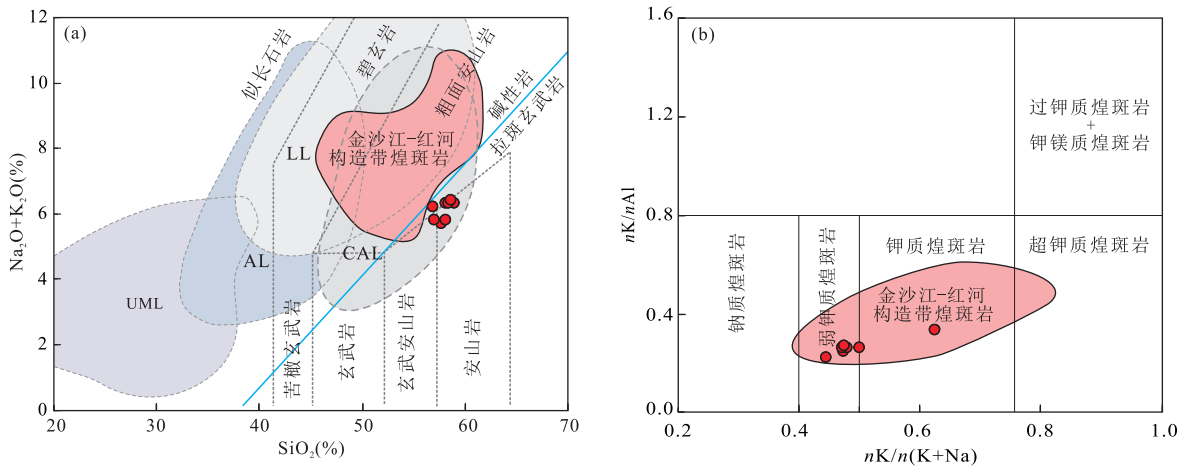 (a)
12
10
8
6
4
2
0
20
30
40
50
60
70
Na₂O+K₂O(%)
SiO₂(%)
似长石岩
碧玄岩
粗面安山岩
碱性岩
拉斑玄武岩
金沙江-红河
构造带煌斑岩
LL
CAL
AL
UML
苦橄玄武岩
玄武岩
玄武安山岩
安山岩
(b)
1.6
1.2
0.8
0.4
0.0
0.2
0.4
0.6
0.8
1.0
nK/nAl
nK/n(K+Na)
过钾质煌斑岩
+
钾镁质煌斑岩
钠质煌斑岩
弱钾质煌斑岩
钾质煌斑岩
超钾质煌斑岩
金沙江-红河
构造带煌斑岩